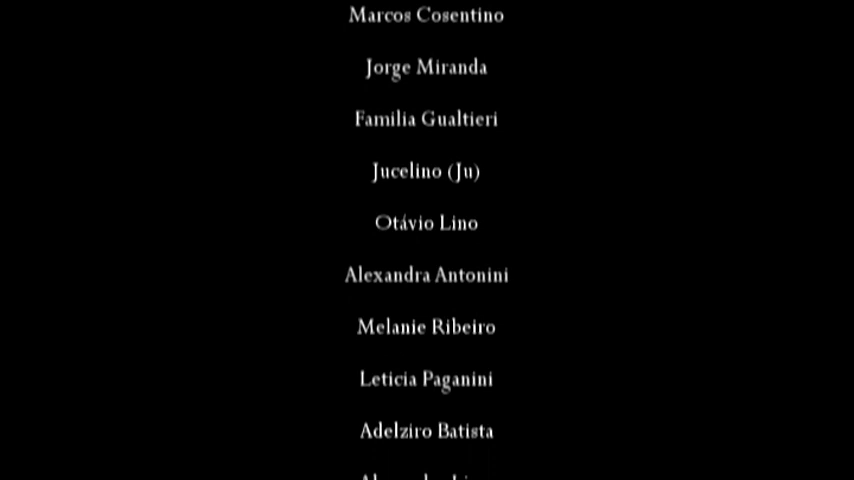 Marcos Cosentino
Jorge Miranda
Familia Gualtieri
Jucelino (Ju)
Otávio Lino
Alexandra Antonini
Melanie Ribeiro
Leticia Paganini
Adelziro Batista